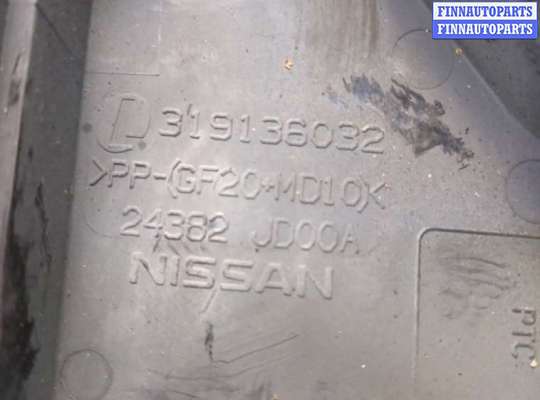 FINNAUTOPARTS
FINNAUTOPARTS
319136032
>PP-(GF20+MD10)<
24382 JD00A
NISSAN
PTC